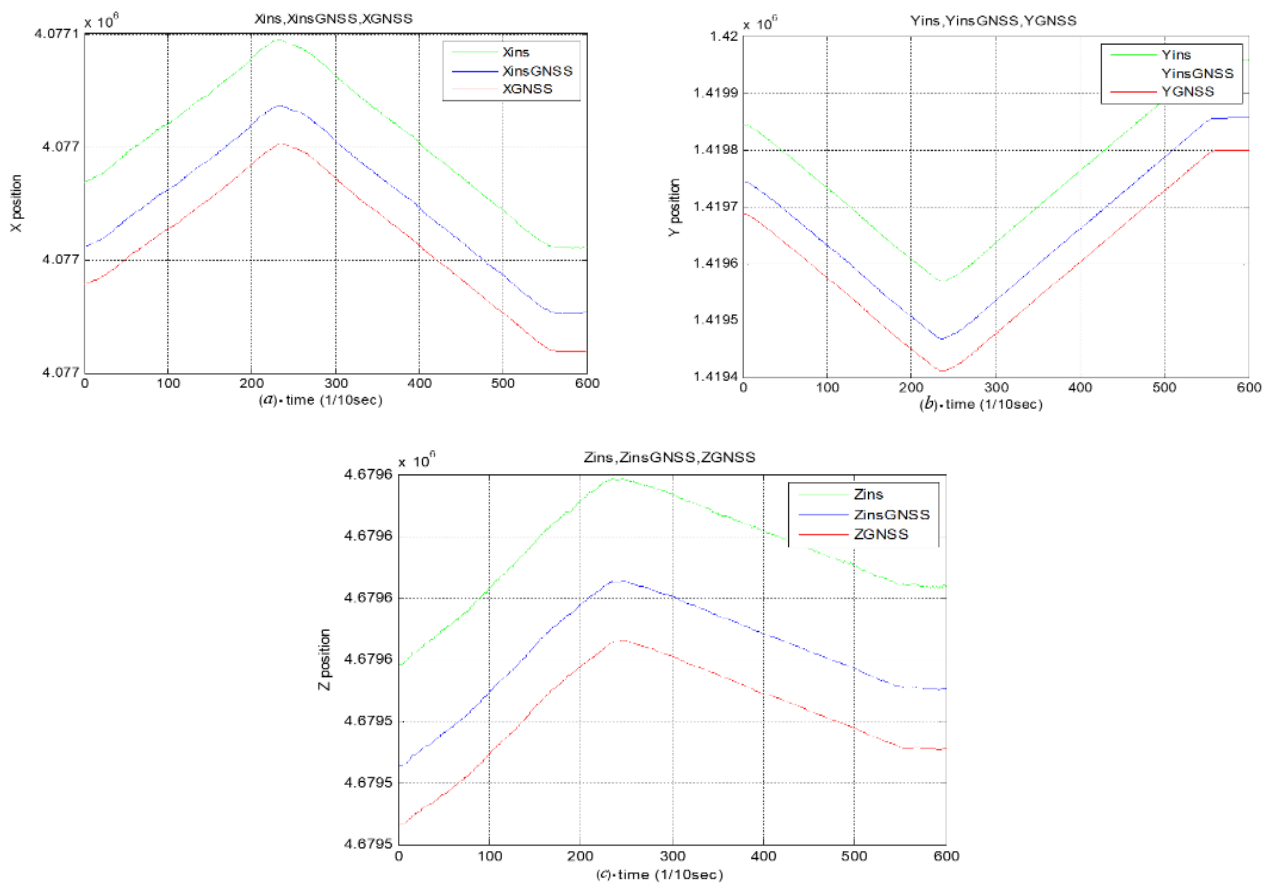 Xins,XinsGNSS,XGNSS
x 10^6
4.0771
4.077
4.077
4.077
X position
0 100 200 300 400 500 600
(a)·time (1/10sec)
Xins
XinsGNSS
XGNSS
Yins,YinsGNSS,YGNSS
x 10^6
1.42
1.4199
1.4198
1.4197
1.4196
1.4195
1.4194
Y position
0 100 200 300 400 500 600
(b)·time (1/10sec)
Yins
YinsGNSS
YGNSS
Zins,ZinsGNSS,ZGNSS
x 10^6
4.6796
4.6796
4.6796
4.6796
4.6795
4.6795
4.6795
Z position
0 100 200 300 400 500 600
(c)·time (1/10sec)
Zins
ZinsGNSS
ZGNSS